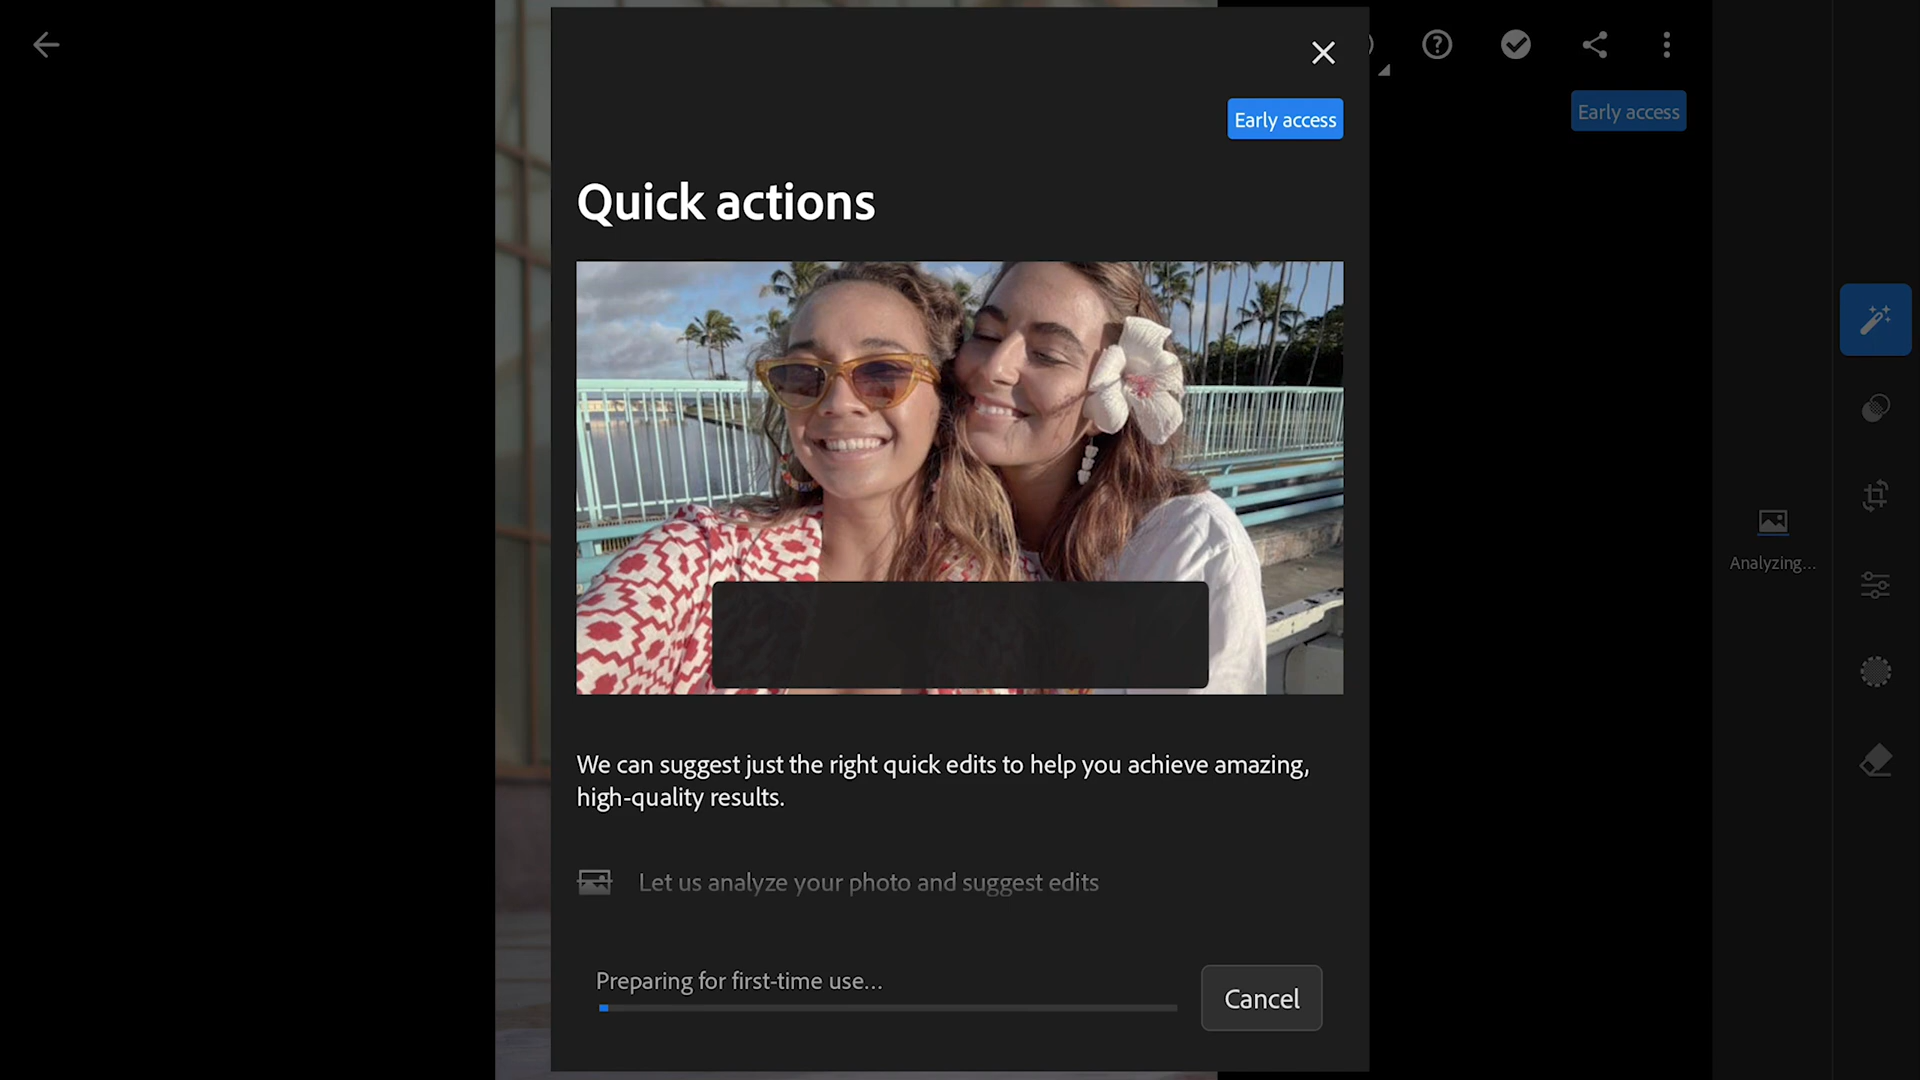 Early access
Early access
Quick actions
Analyzing...
We can suggest just the right quick edits to help you achieve amazing,
high-quality results.
Let us analyze your photo and suggest edits
Preparing for first-time use...
Cancel